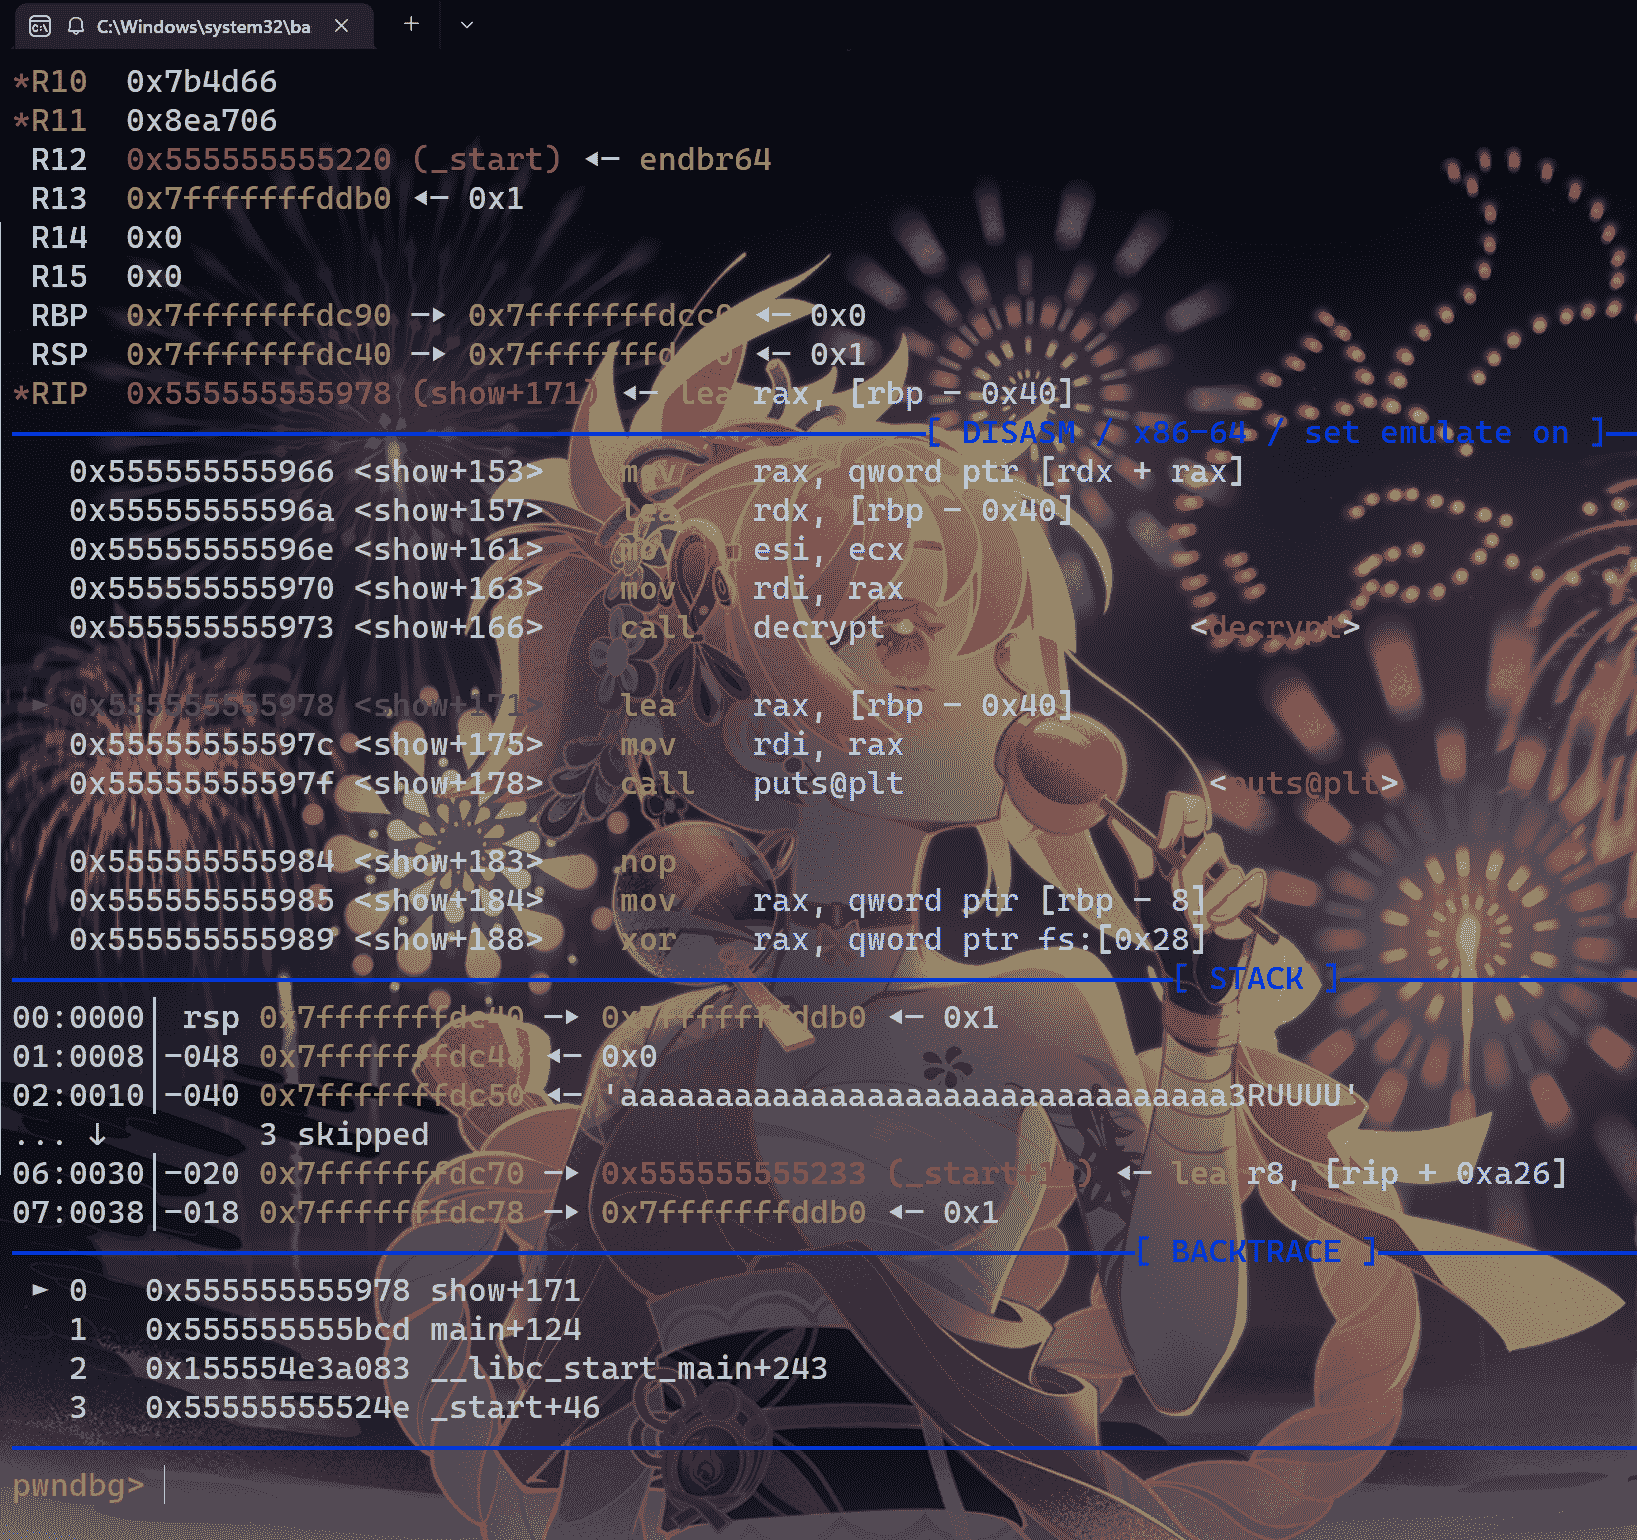 C:\Windows\system32\ba
*R10 0x7b4d66
*R11 0x8ea706
R12 0x555555555220 (_start) ◂— endbr64
R13 0x7fffffffddb0 ◂— 0x1
R14 0x0
R15 0x0
RBP 0x7fffffffdc90 —▸ 0x7fffffffdcc0 ◂— 0x0
RSP 0x7fffffffdc40 —▸ 0x7fffffffddb0 ◂— 0x1
*RIP 0x555555555978 (show+171) ◂— lea rax, [rbp - 0x40]
[ DISASM / x86-64 / set emulate on ]
0x555555555966 <show+153> mov rax, qword ptr [rdx + rax]
0x55555555596a <show+157> lea rdx, [rbp - 0x40]
0x55555555596e <show+161> mov esi, ecx
0x555555555970 <show+163> mov rdi, rax
0x555555555973 <show+166> call decrypt <decrypt>
► 0x555555555978 <show+171> lea rax, [rbp - 0x40]
0x55555555597c <show+175> mov rdi, rax
0x55555555597f <show+178> call puts@plt <puts@plt>
0x555555555984 <show+183> nop
0x555555555985 <show+184> mov rax, qword ptr [rbp - 8]
0x555555555989 <show+188> xor rax, qword ptr fs:[0x28]
[ STACK ]
00:0000│ rsp 0x7fffffffdc40 —▸ 0x7fffffffddb0 ◂— 0x1
01:0008│-048 0x7fffffffdc48 ◂— 0x0
02:0010│-040 0x7fffffffdc50 ◂— 'aaaaaaaaaaaaaaaaaaaaaaaaaaaaaaaa3RUUUU'
... ↓ 3 skipped
06:0030│-020 0x7fffffffdc70 —▸ 0x555555555233 (_start+19) ◂— lea r8, [rip + 0xa26]
07:0038│-018 0x7fffffffdc78 —▸ 0x7fffffffddb0 ◂— 0x1
[ BACKTRACE ]
► 0 0x555555555978 show+171
1 0x555555555bcd main+124
2 0x155554e3a083 __libc_start_main+243
3 0x55555555524e _start+46
pwndbg>